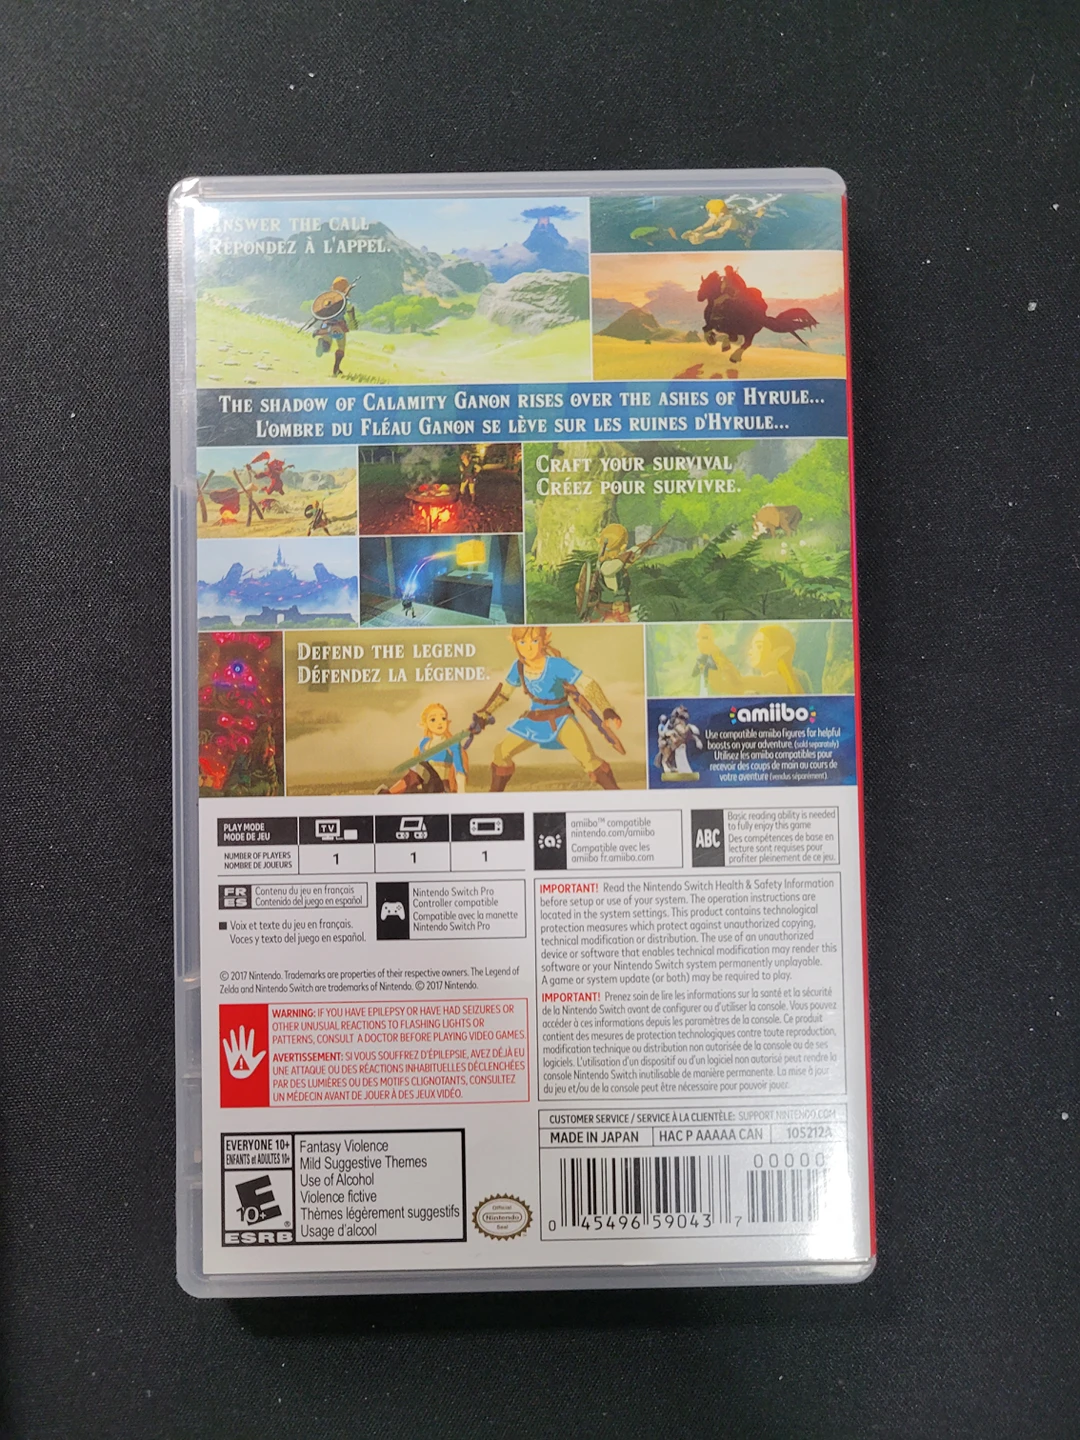 ANSWER THE CALL
RÉPONDEZ À L'APPEL.
THE SHADOW OF CALAMITY GANON RISES OVER THE ASHES OF HYRULE...
L'OMBRE DU FLÉAU GANON SE LÈVE SUR LES RUINES D'HYRULE...
CRAFT YOUR SURVIVAL
CRÉEZ POUR SURVIVRE.
DEFEND THE LEGEND
DÉFENDEZ LA LÉGENDE.
amiibo
Use compatible amiibo figures for helpful
boosts on your adventure. (sold separately)
Utilisez les amiibo compatibles pour
recevoir des coups de main au cours de
votre aventure (vendus séparément).
PLAY MODE
MODE DE JEU
TV
NUMBER OF PLAYERS
NOMBRE DE JOUEURS
1
1
1
amiibo™ compatible
nintendo.com/amiibo
Compatible avec les
amiibo fr.amiibo.com
ABC
Basic reading ability is needed
to fully enjoy this game
Des compétences de base en
lecture sont requises pour
profiter pleinement de ce jeu.
FR
ES
Contenu du jeu en français
Contenido del juego en español
Voix et texte du jeu en français.
Voces y texto del juego en español.
Nintendo Switch Pro
Controller compatible
Compatible avec la manette
Nintendo Switch Pro
© 2017 Nintendo. Trademarks are properties of their respective owners. The Legend of
Zelda and Nintendo Switch are trademarks of Nintendo. © 2017 Nintendo.
WARNING: IF YOU HAVE EPILEPSY OR HAVE HAD SEIZURES OR
OTHER UNUSUAL REACTIONS TO FLASHING LIGHTS OR
PATTERNS, CONSULT A DOCTOR BEFORE PLAYING VIDEO GAMES.
AVERTISSEMENT: SI VOUS SOUFFREZ D'ÉPILEPSIE, AVEZ DÉJÀ EU
UNE ATTAQUE OU DES RÉACTIONS INHABITUELLES DÉCLENCHÉES
PAR DES LUMIÈRES OU DES MOTIFS CLIGNOTANTS, CONSULTEZ
UN MÉDECIN AVANT DE JOUER À DES JEUX VIDÉO.
IMPORTANT! Read the Nintendo Switch Health & Safety Information
before setup or use of your system. The operation instructions are
located in the system settings. This product contains technological
protection measures which protect against unauthorized copying,
technical modification or distribution. The use of an unauthorized
device or software that enables technical modification may render this
software or your Nintendo Switch system permanently unplayable.
A game or system update (or both) may be required to play.
IMPORTANT! Prenez soin de lire les informations sur la santé et la sécurité
de la Nintendo Switch avant de configurer ou d'utiliser la console. Vous pouvez
accéder à ces informations depuis les paramètres de la console. Ce produit
contient des mesures de protection technologiques contre toute reproduction,
modification technique ou distribution non autorisée de la console ou de ses
logiciels. L'utilisation d'un dispositif ou d'un logiciel non autorisé peut rendre la
console Nintendo Switch inutilisable de manière permanente. La mise à jour
du jeu et/ou de la console peut être nécessaire pour pouvoir jouer.
CUSTOMER SERVICE / SERVICE À LA CLIENTÈLE: SUPPORT.NINTENDO.COM
MADE IN JAPAN
HAC P AAAAA CAN
105212A
EVERYONE 10+
ENFANTS et ADULTES 10+
E
10+
®
ESRB
Fantasy Violence
Mild Suggestive Themes
Use of Alcohol
Violence fictive
Thèmes légèrement suggestifs
Usage d'alcool
Official
Nintendo
Seal
00000
0 45496 59043 7